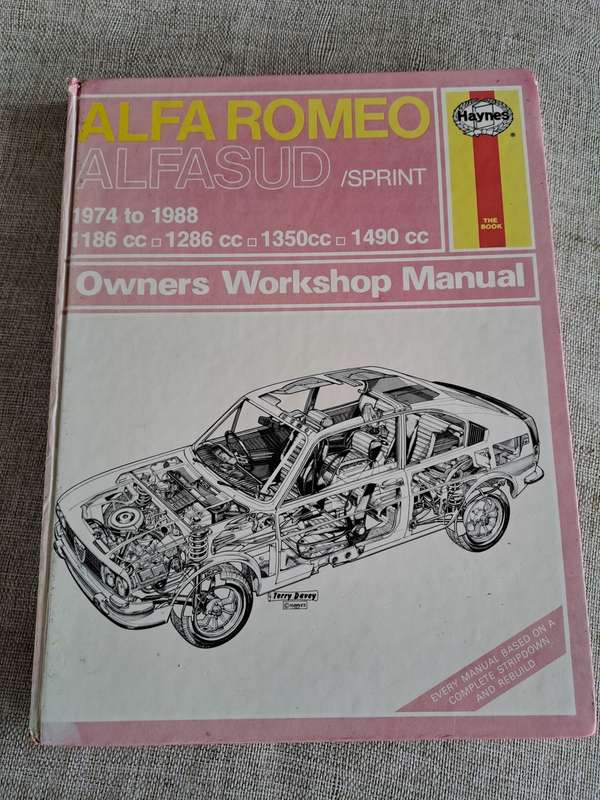 ALFA ROMEO
ALFASUD /SPRINT
1974 to 1988
1186 cc □ 1286 cc □ 1350cc □ 1490 cc
Haynes
®
THE
BOOK
Owners Workshop Manual
Terry Davey
© HAYNES
EVERY MANUAL BASED ON A
COMPLETE STRIPDOWN
AND REBUILD